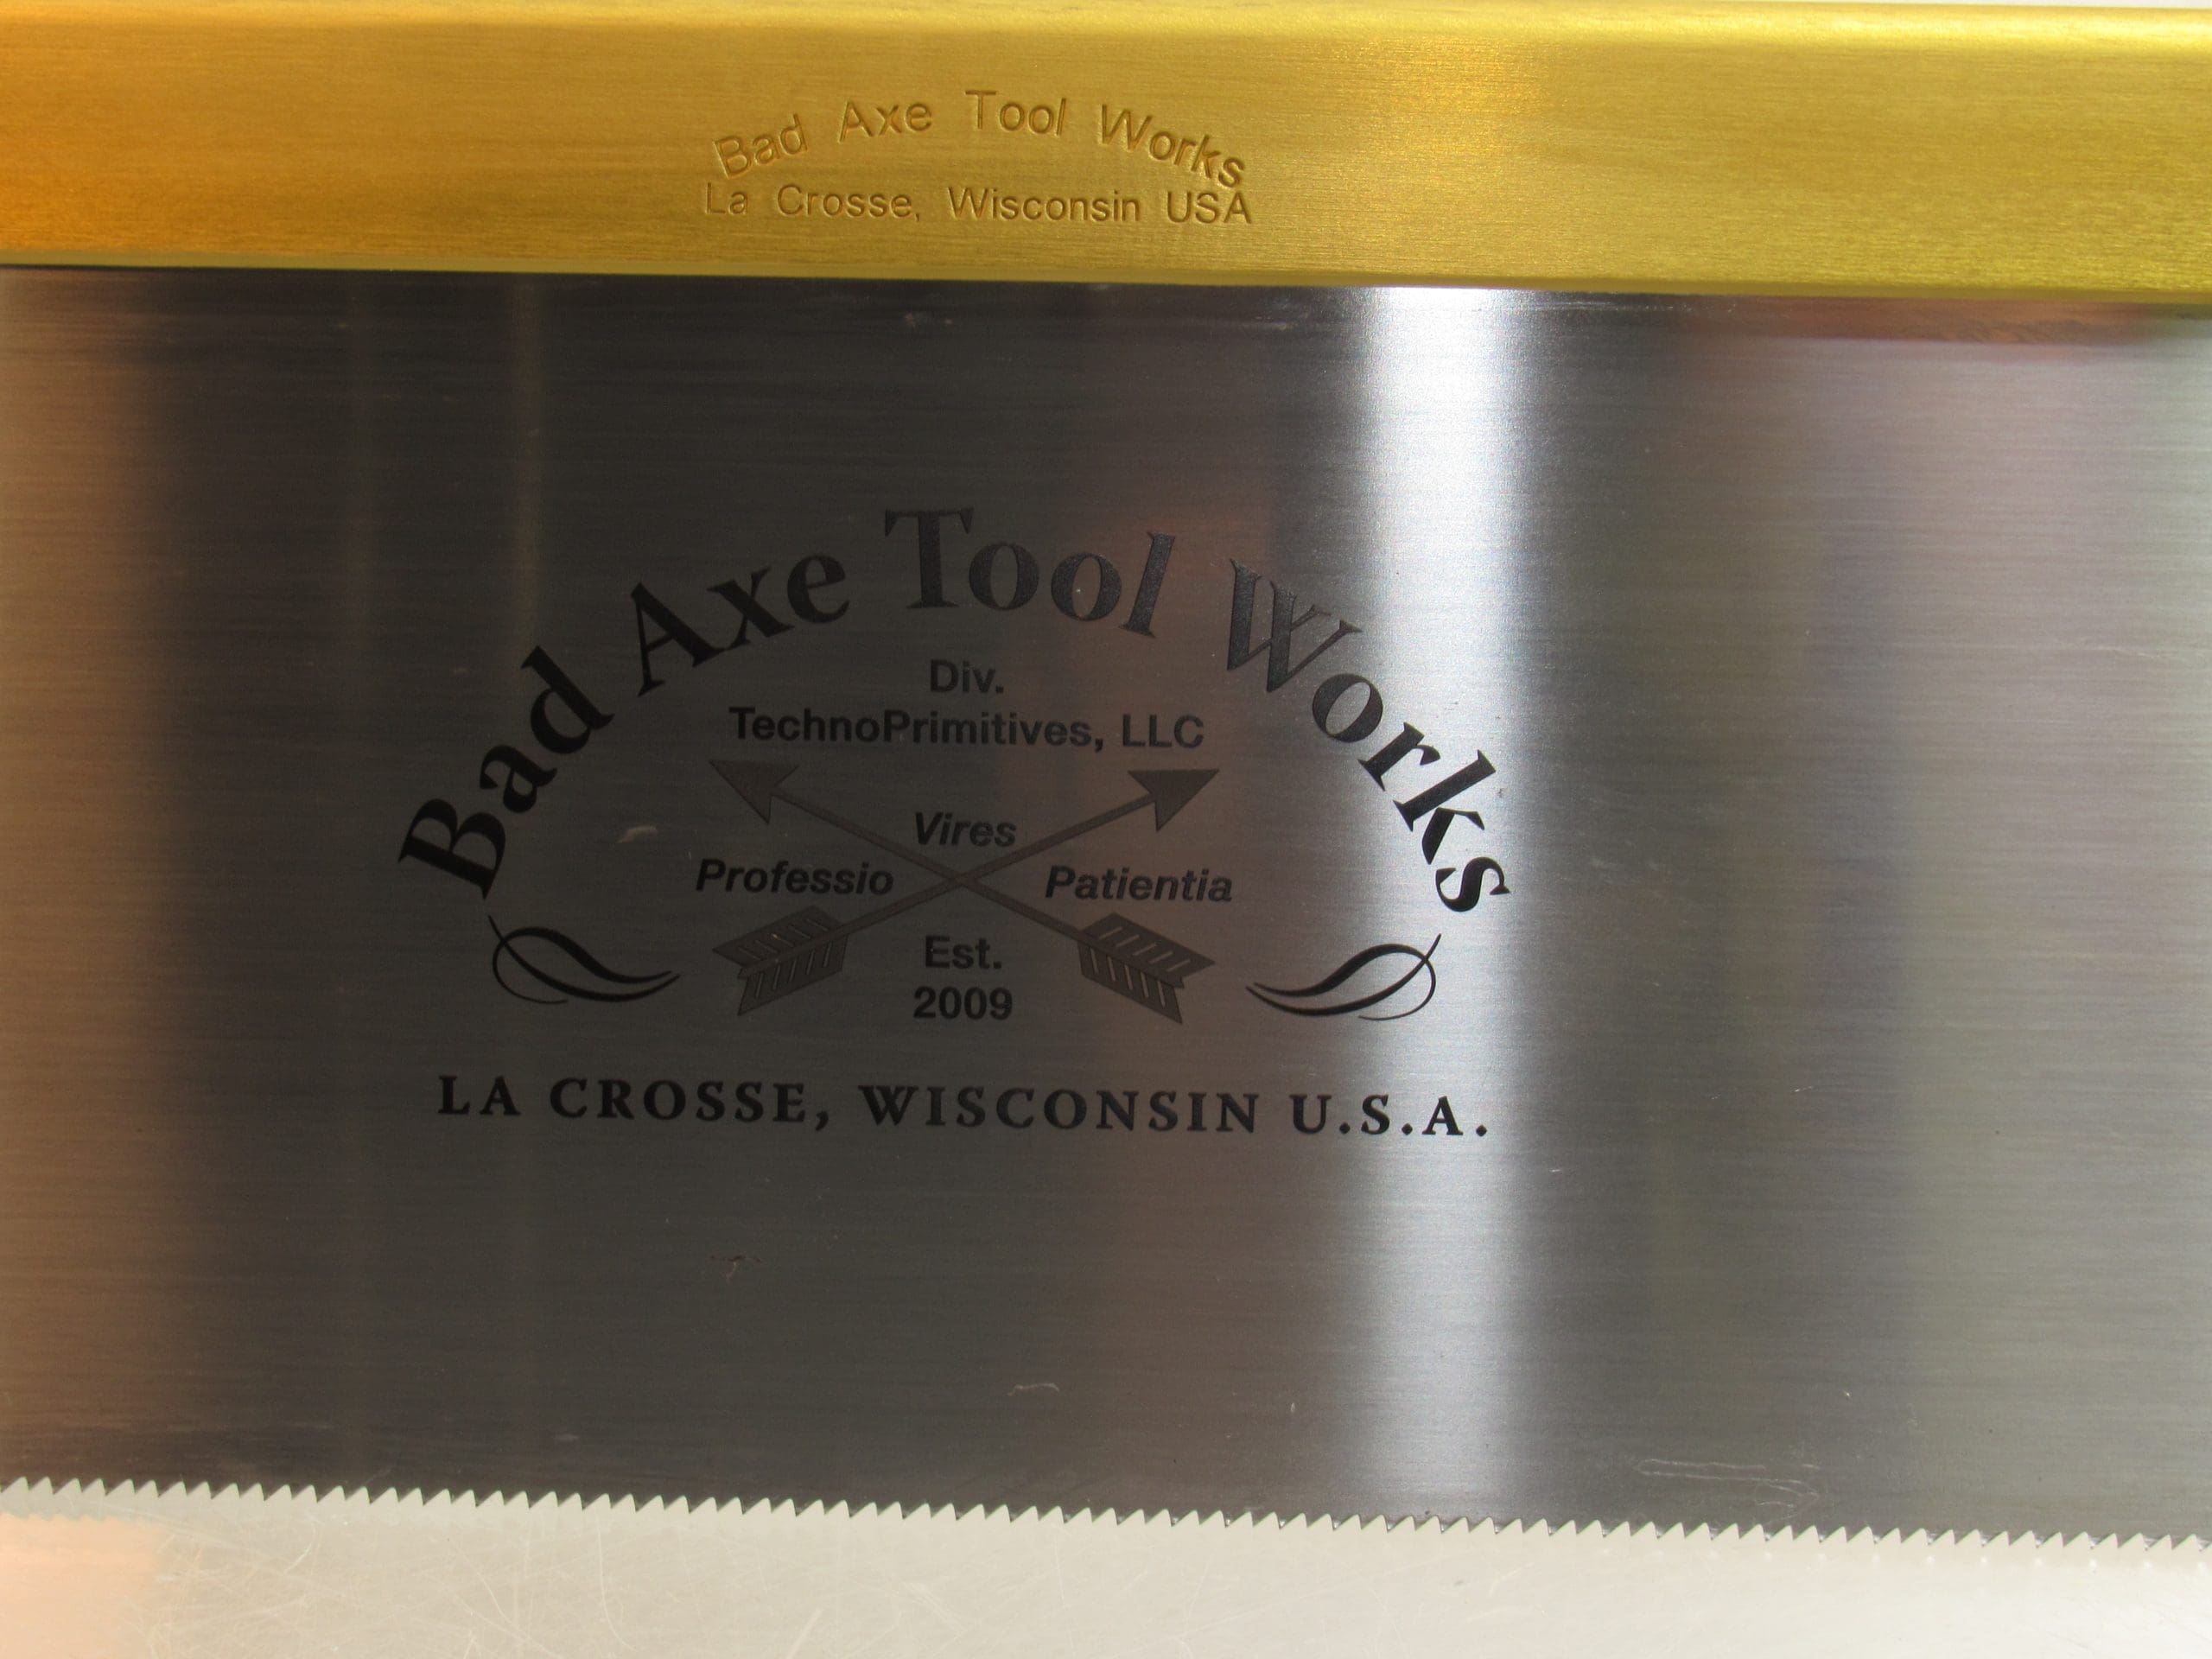 Bad Axe Tool Works
La Crosse, Wisconsin USA
Bad Axe Tool Works
Div.
TechnoPrimitives, LLC
Vires
Professio Patientia
Est.
2009
LA CROSSE, WISCONSIN U.S.A.